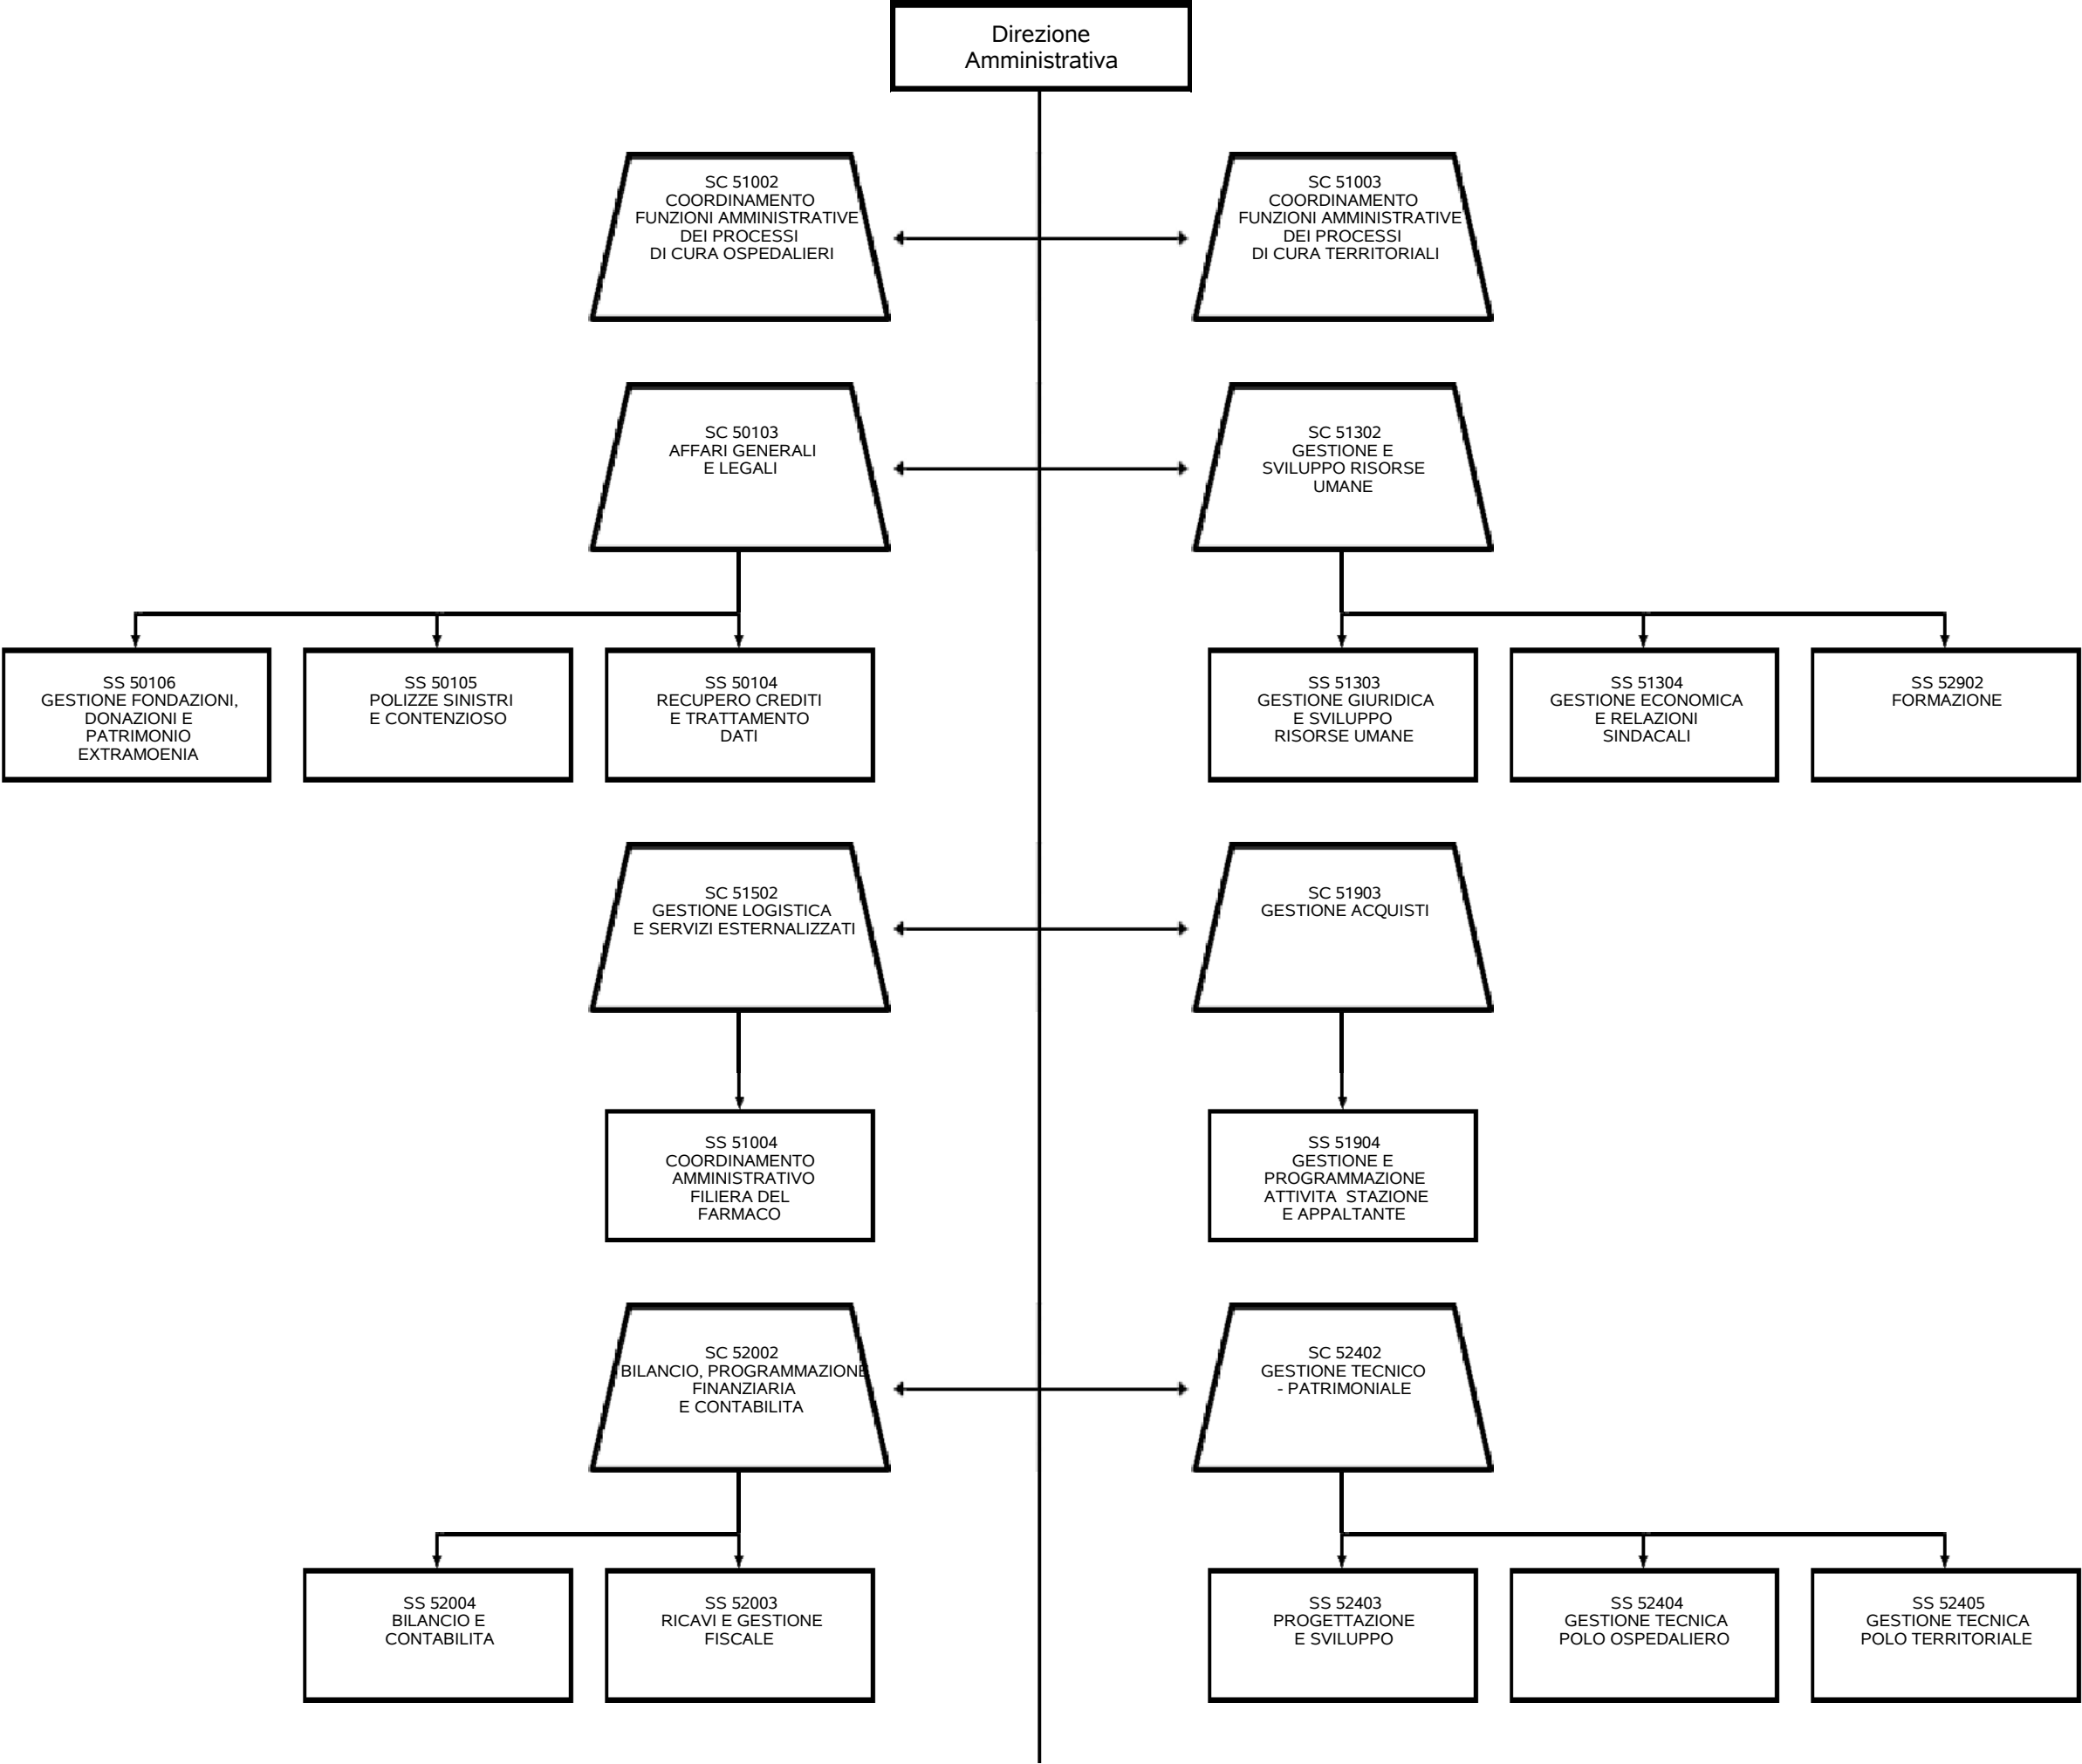 Direzione
Amministrativa
SC 51002
COORDINAMENTO
FUNZIONI AMMINISTRATIVE
DEI PROCESSI
DI CURA OSPEDALIERI
SC 51003
COORDINAMENTO
FUNZIONI AMMINISTRATIVE
DEI PROCESSI
DI CURA TERRITORIALI
SC 50103
AFFARI GENERALI
E LEGALI
SC 51302
GESTIONE E
SVILUPPO RISORSE
UMANE
SS 50106
GESTIONE FONDAZIONI,
DONAZIONI E
PATRIMONIO
EXTRAMOENIA
SS 50105
POLIZZE SINISTRI
E CONTENZIOSO
SS 50104
RECUPERO CREDITI
E TRATTAMENTO
DATI
SS 51303
GESTIONE GIURIDICA
E SVILUPPO
RISORSE UMANE
SS 51304
GESTIONE ECONOMICA
E RELAZIONI
SINDACALI
SS 52902
FORMAZIONE
SC 51502
GESTIONE LOGISTICA
E SERVIZI ESTERNALIZZATI
SC 51903
GESTIONE ACQUISTI
SS 51004
COORDINAMENTO
AMMINISTRATIVO
FILIERA DEL
FARMACO
SS 51904
GESTIONE E
PROGRAMMAZIONE
ATTIVITA  STAZIONE
E APPALTANTE
SC 52002
BILANCIO, PROGRAMMAZIONE
FINANZIARIA
E CONTABILITA
SC 52402
GESTIONE TECNICO
- PATRIMONIALE
SS 52004
BILANCIO E
CONTABILITA
SS 52003
RICAVI E GESTIONE
FISCALE
SS 52403
PROGETTAZIONE
E SVILUPPO
SS 52404
GESTIONE TECNICA
POLO OSPEDALIERO
SS 52405
GESTIONE TECNICA
POLO TERRITORIALE